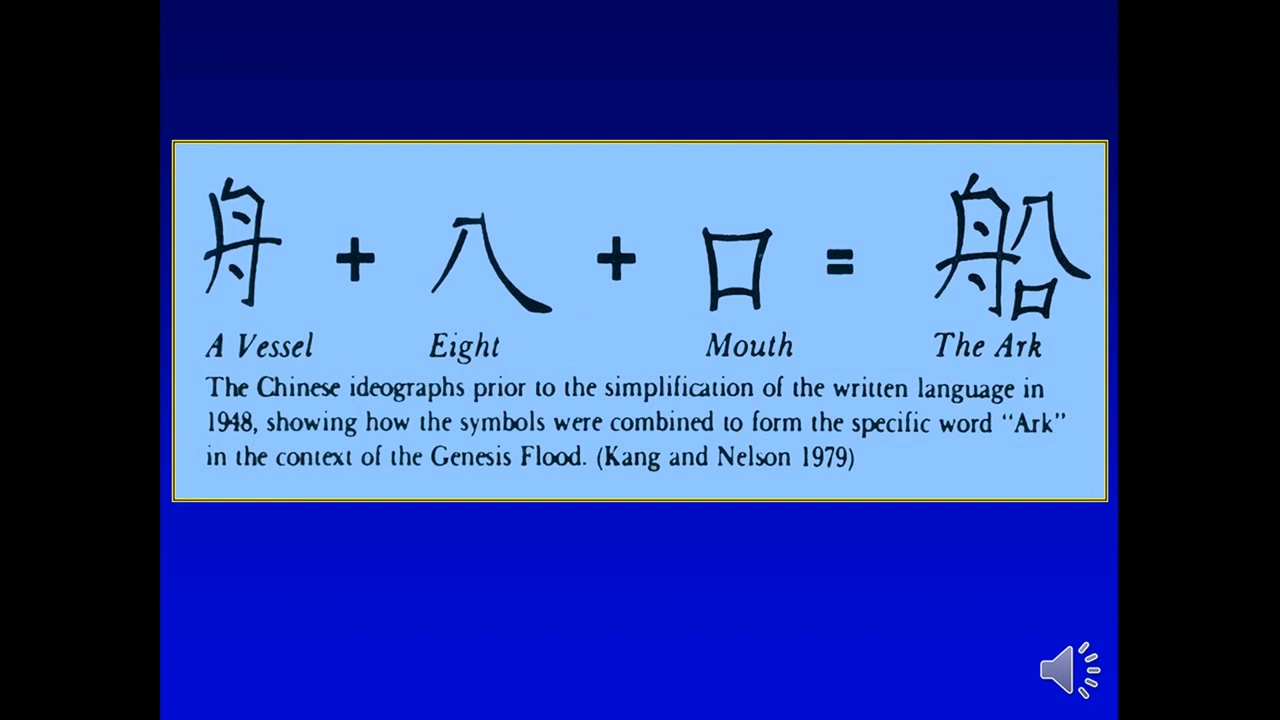 舟 + 八 + 口 = 船
A Vessel Eight Mouth The Ark
The Chinese ideographs prior to the simplification of the written language in
1948, showing how the symbols were combined to form the specific word "Ark"
in the context of the Genesis Flood. (Kang and Nelson 1979)